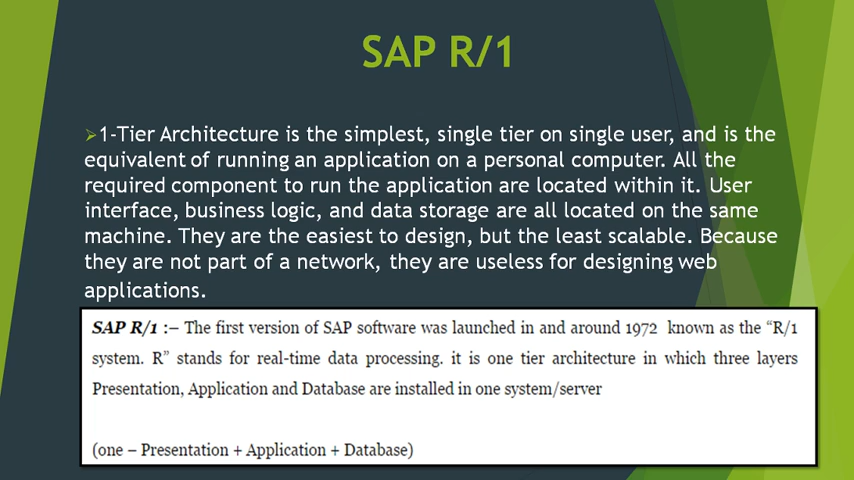 SAP R/1
➢1-Tier Architecture is the simplest, single tier on single user, and is the
equivalent of running an application on a personal computer. All the
required component to run the application are located within it. User
interface, business logic, and data storage are all located on the same
machine. They are the easiest to design, but the least scalable. Because
they are not part of a network, they are useless for designing web
applications.
SAP R/1 :– The first version of SAP software was launched in and around 1972 known as the “R/1
system. R” stands for real-time data processing. it is one tier architecture in which three layers
Presentation, Application and Database are installed in one system/server
(one – Presentation + Application + Database)